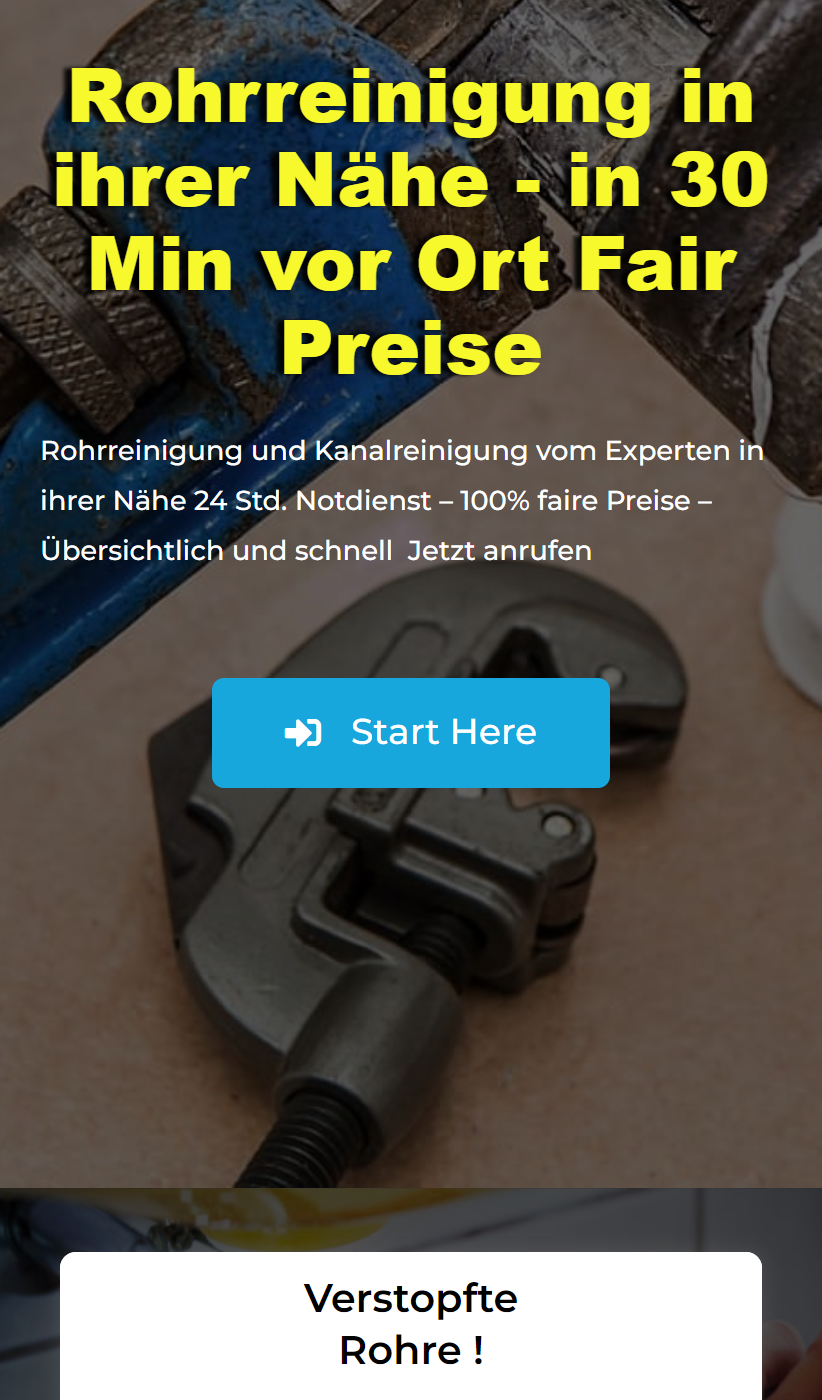 Rohrreinigung in
ihrer Nähe - in 30
Min vor Ort Fair
Preise
Rohrreinigung und Kanalreinigung vom Experten in
ihrer Nähe 24 Std. Notdienst – 100% faire Preise –
Übersichtlich und schnell  Jetzt anrufen
Start Here
Verstopfte
Rohre !